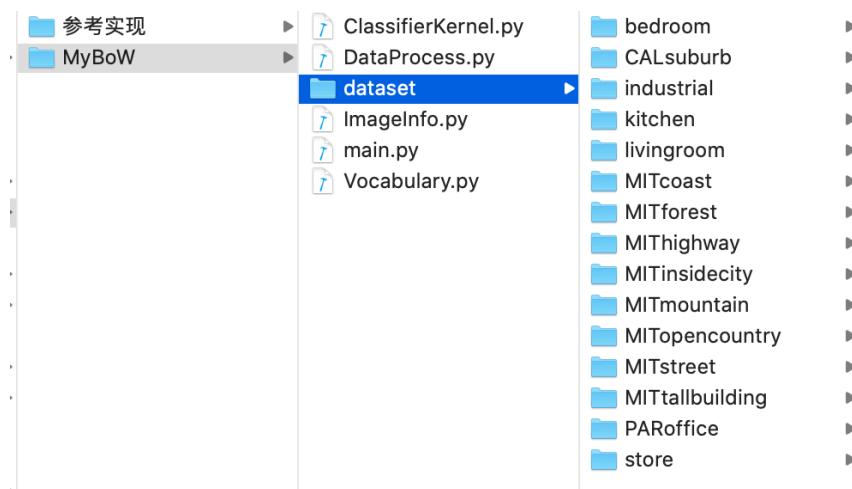 参考实现
MyBoW
ClassifierKernel.py
DataProcess.py
dataset
ImageInfo.py
main.py
Vocabulary.py
bedroom
CALsuburb
industrial
kitchen
livingroom
MITcoast
MITforest
MIThighway
MITinsidecity
MITmountain
MITopencountry
MITstreet
MITtallbuilding
PARoffice
store